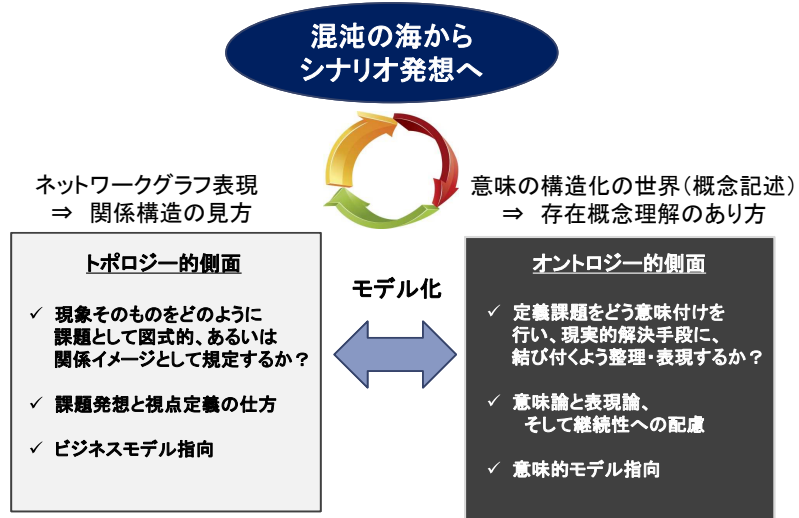 混沌の海から
シナリオ発想へ
ネットワークグラフ表現
⇒ 関係構造の見方
意味の構造化の世界(概念記述)
⇒ 存在概念理解のあり方
トポロジー的側面
✓ 現象そのものをどのように
課題として図式的、あるいは
関係イメージとして規定するか?
✓ 課題発想と視点定義の仕方
✓ ビジネスモデル指向
モデル化
オントロジー的側面
✓ 定義課題をどう意味付けを
行い、現実的解決手段に、
結び付くよう整理・表現するか?
✓ 意味論と表現論、
そして継続性への配慮
✓ 意味的モデル指向